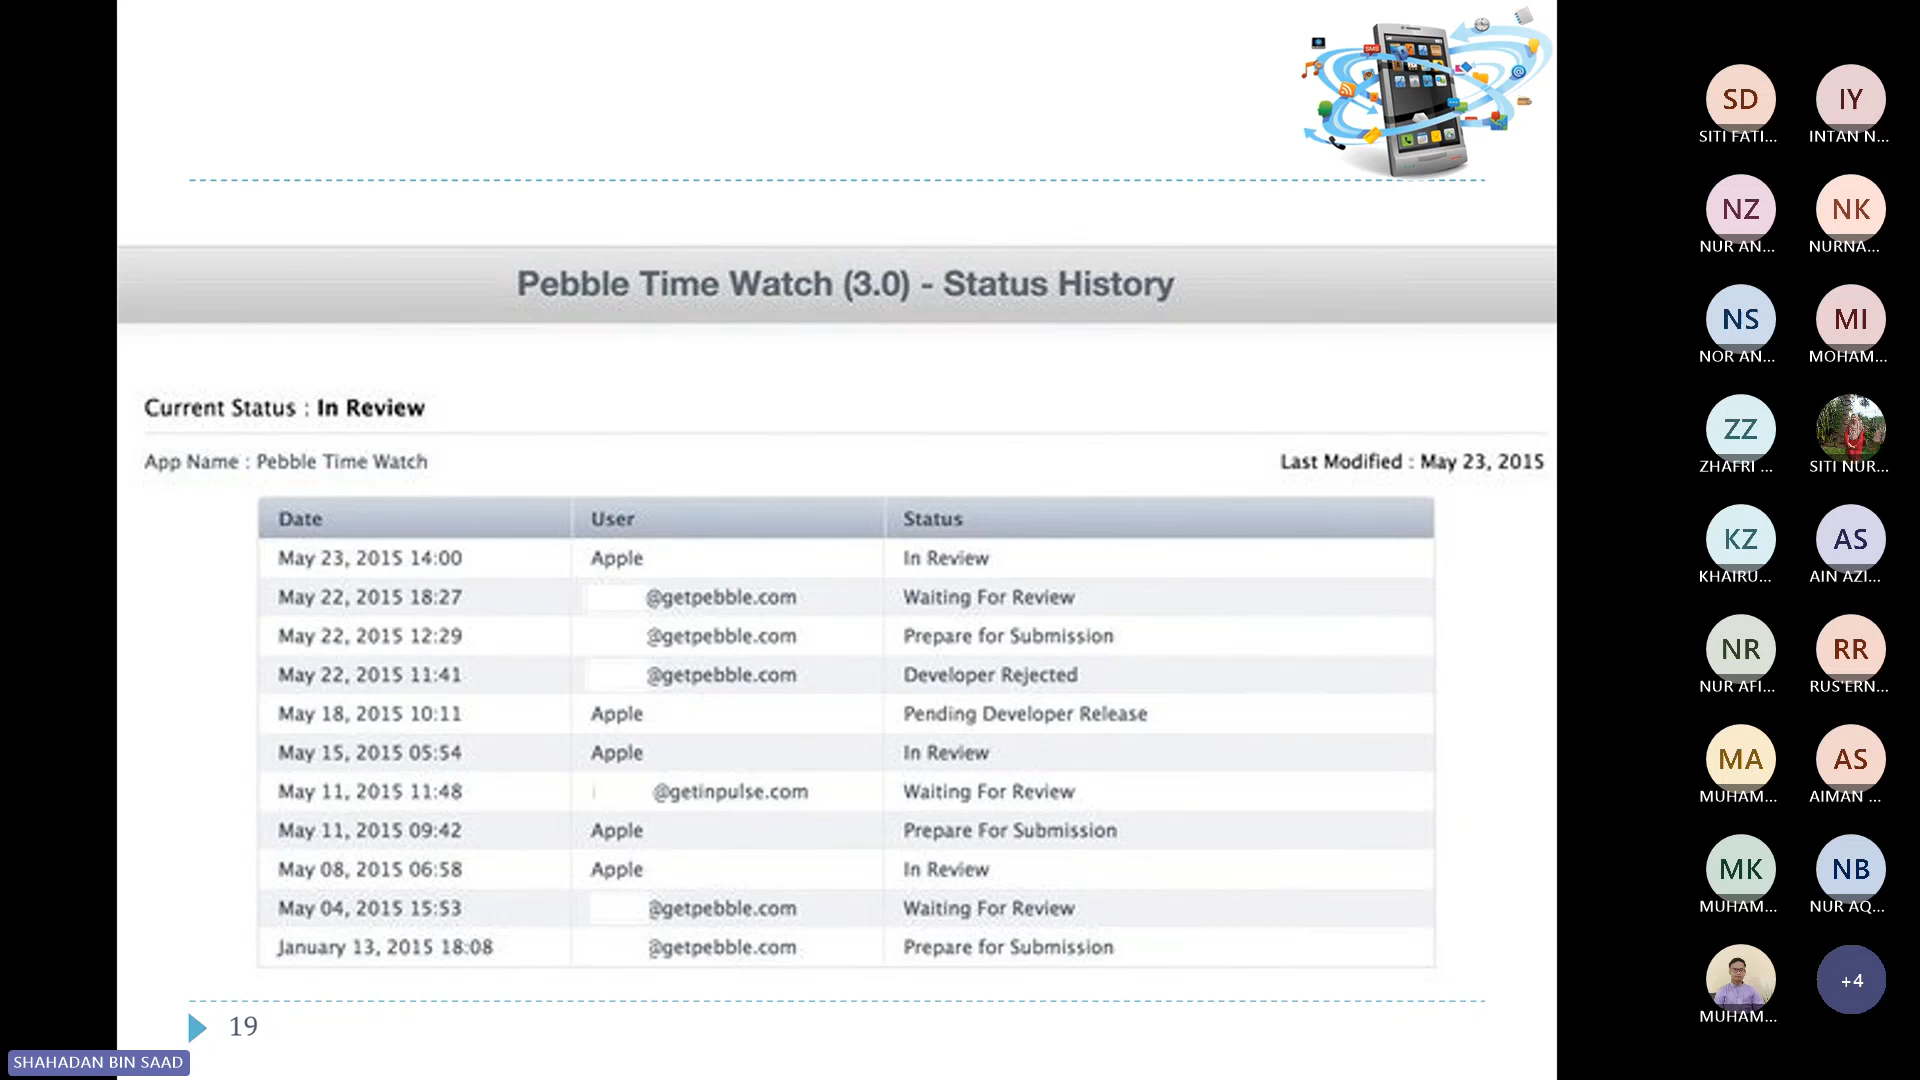 Pebble Time Watch (3.0) - Status History
Current Status : In Review
App Name : Pebble Time Watch
Last Modified : May 23, 2015
Date User Status
May 23, 2015 14:00 Apple In Review
May 22, 2015 18:27 @getpebble.com Waiting For Review
May 22, 2015 12:29 @getpebble.com Prepare for Submission
May 22, 2015 11:41 @getpebble.com Developer Rejected
May 18, 2015 10:11 Apple Pending Developer Release
May 15, 2015 05:54 Apple In Review
May 11, 2015 11:48 @getinpulse.com Waiting For Review
May 11, 2015 09:42 Apple Prepare For Submission
May 08, 2015 06:58 Apple In Review
May 04, 2015 15:53 @getpebble.com Waiting For Review
January 13, 2015 18:08 @getpebble.com Prepare for Submission
19
SHAHADAN BIN SAAD
SD IY
SITI FATI... INTAN N...
NZ NK
NUR AN... NURNA...
NS MI
NOR AN... MOHAM...
ZZ
ZHAFRI ... SITI NUR...
KZ AS
KHAIRU... AIN AZI...
NR RR
NUR AFI... RUS'ERN...
MA AS
MUHAM... AIMAN ...
MK NB
MUHAM... NUR AQ...
+4
MUHAM...
SMS